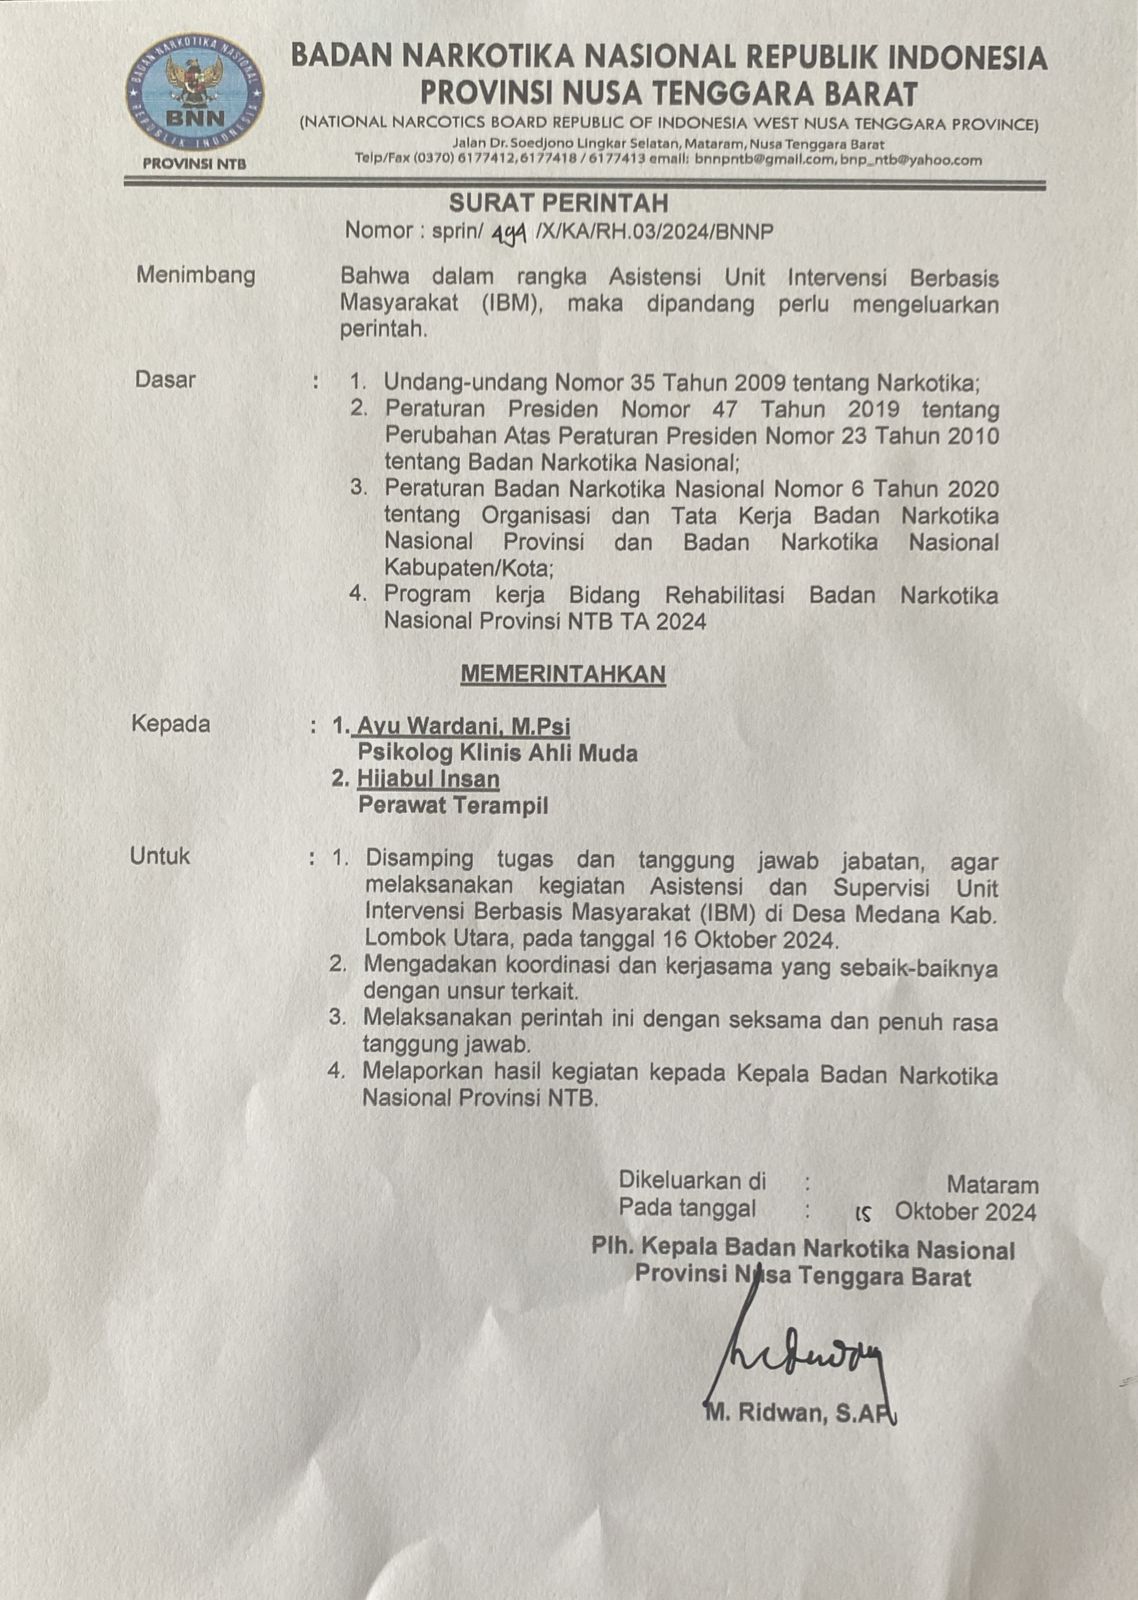 BADAN NARKOTIKA NASIONAL
REPUBLIK INDONESIA
BNN
PROVINSI NTB
BADAN NARKOTIKA NASIONAL REPUBLIK INDONESIA
PROVINSI NUSA TENGGARA BARAT
(NATIONAL NARCOTICS BOARD REPUBLIC OF INDONESIA WEST NUSA TENGGARA PROVINCE)
Jalan Dr. Soedjono Lingkar Selatan, Mataram, Nusa Tenggara Barat
Telp/Fax (0370) 6177412,6177418 / 6177413 email: bnnpntb@gmail.com, bnp_ntb@yahoo.com
SURAT PERINTAH
Nomor : sprin/ 494 /X/KA/RH.03/2024/BNNP
Menimbang Bahwa dalam rangka Asistensi Unit Intervensi Berbasis
Masyarakat (IBM), maka dipandang perlu mengeluarkan
perintah.
Dasar : 1. Undang-undang Nomor 35 Tahun 2009 tentang Narkotika;
2. Peraturan Presiden Nomor 47 Tahun 2019 tentang
Perubahan Atas Peraturan Presiden Nomor 23 Tahun 2010
tentang Badan Narkotika Nasional;
3. Peraturan Badan Narkotika Nasional Nomor 6 Tahun 2020
tentang Organisasi dan Tata Kerja Badan Narkotika
Nasional Provinsi dan Badan Narkotika Nasional
Kabupaten/Kota;
4. Program kerja Bidang Rehabilitasi Badan Narkotika
Nasional Provinsi NTB TA 2024
MEMERINTAHKAN
Kepada : 1. Ayu Wardani, M.Psi
Psikolog Klinis Ahli Muda
2. Hijabul Insan
Perawat Terampil
Untuk : 1. Disamping tugas dan tanggung jawab jabatan, agar
melaksanakan kegiatan Asistensi dan Supervisi Unit
Intervensi Berbasis Masyarakat (IBM) di Desa Medana Kab.
Lombok Utara, pada tanggal 16 Oktober 2024.
2. Mengadakan koordinasi dan kerjasama yang sebaik-baiknya
dengan unsur terkait.
3. Melaksanakan perintah ini dengan seksama dan penuh rasa
tanggung jawab.
4. Melaporkan hasil kegiatan kepada Kepala Badan Narkotika
Nasional Provinsi NTB.
Dikeluarkan di : Mataram
Pada tanggal : 15 Oktober 2024
Plh. Kepala Badan Narkotika Nasional
Provinsi Nusa Tenggara Barat
M. Ridwan, S.AP